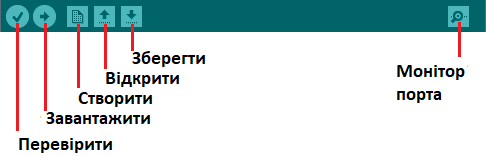 Зберегти
Відкрити
Створити
Завантажити
Перевірити
Монітор
порта